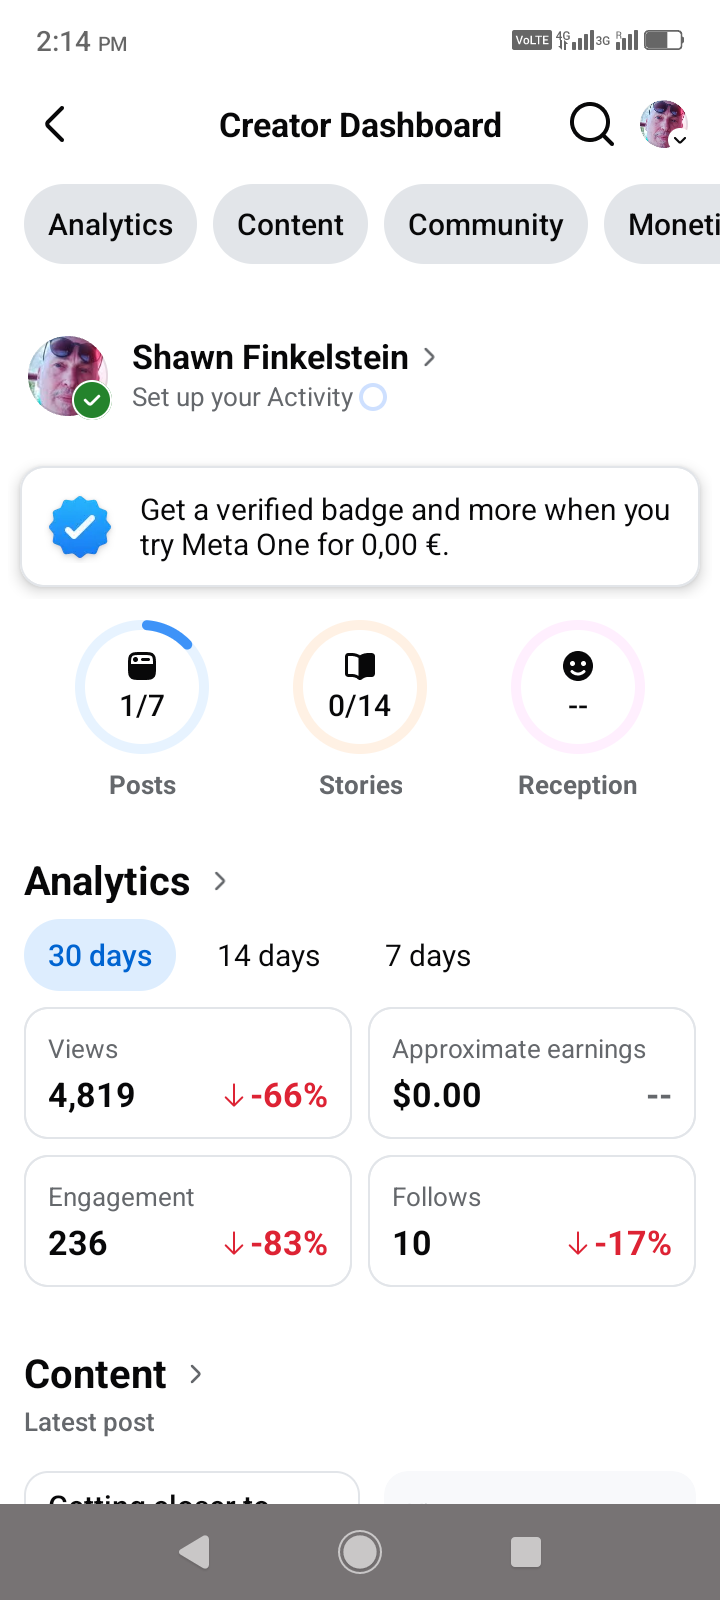 2:14 PM
VoLTE 4G 3G R
Creator Dashboard
Analytics Content Community Moneti
Shawn Finkelstein
Set up your Activity
Get a verified badge and more when you
try Meta One for 0,00 €.
1/7 0/14 --
Posts Stories Reception
Analytics
30 days 14 days 7 days
Views Approximate earnings
4,819 ↓-66% $0.00 --
Engagement Follows
236 ↓-83% 10 ↓-17%
Content
Latest post
Getting closer to